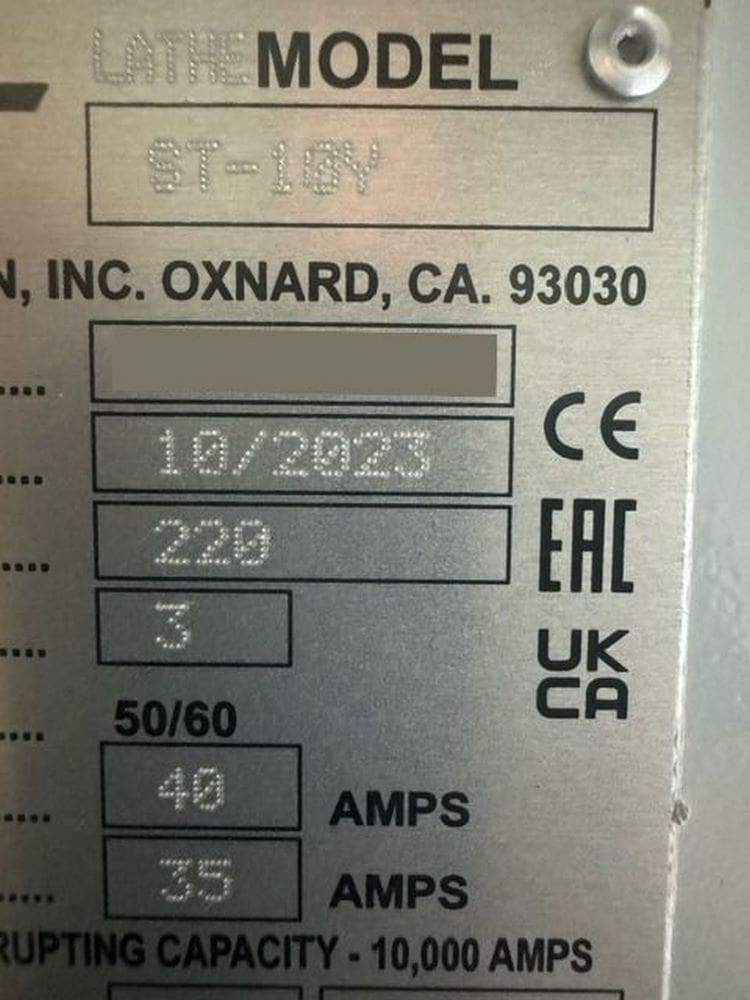 LATHE MODEL
ST-10Y
N, INC. OXNARD, CA. 93030
10/2023
CE
220
EAC
3
UK
CA
50/60
40 AMPS
35 AMPS
RUPTING CAPACITY - 10,000 AMPS